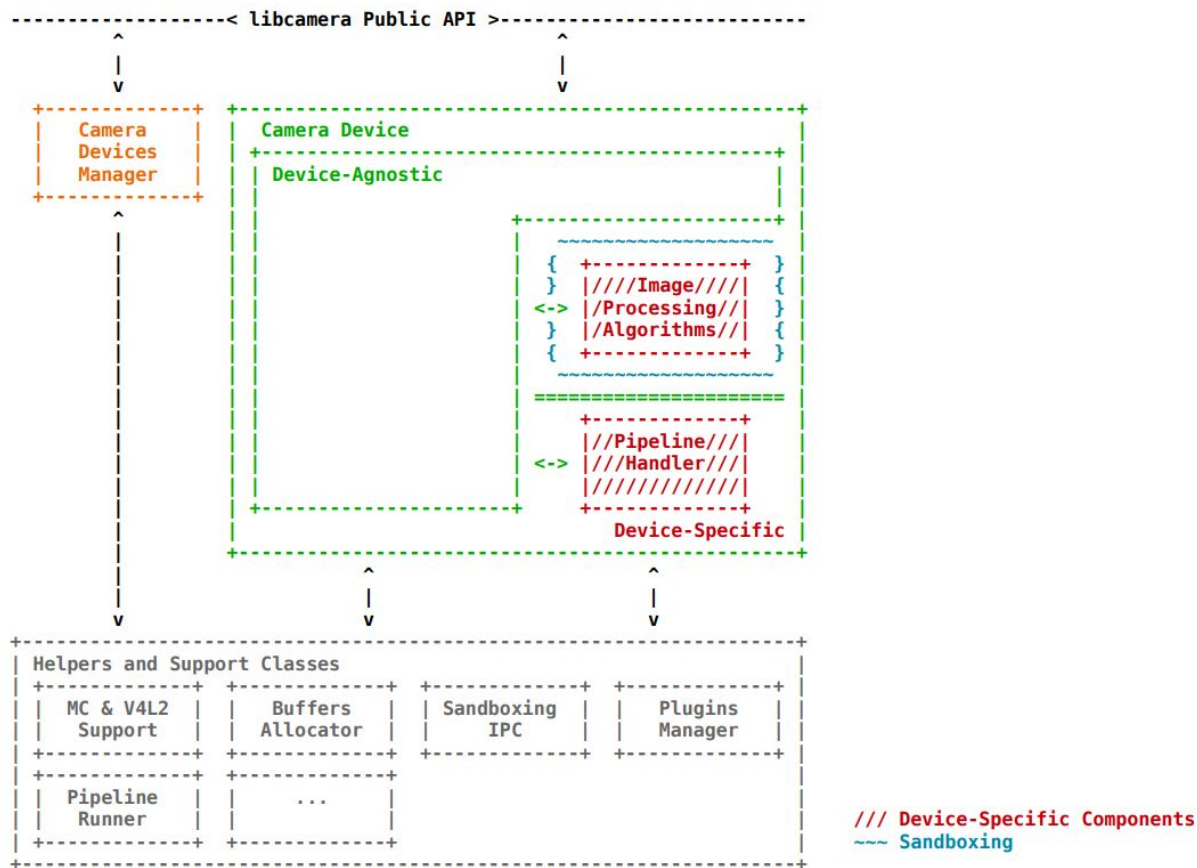 < libcamera Public API >
Camera
Devices
Manager
Camera Device
Device-Agnostic
////Image////
/Processing//
/Algorithms//
//Pipeline///
///Handler///
/////////////
Device-Specific
Helpers and Support Classes
MC & V4L2
Support
Buffers
Allocator
Sandboxing
IPC
Plugins
Manager
Pipeline
Runner
...
/// Device-Specific Components
~~~ Sandboxing